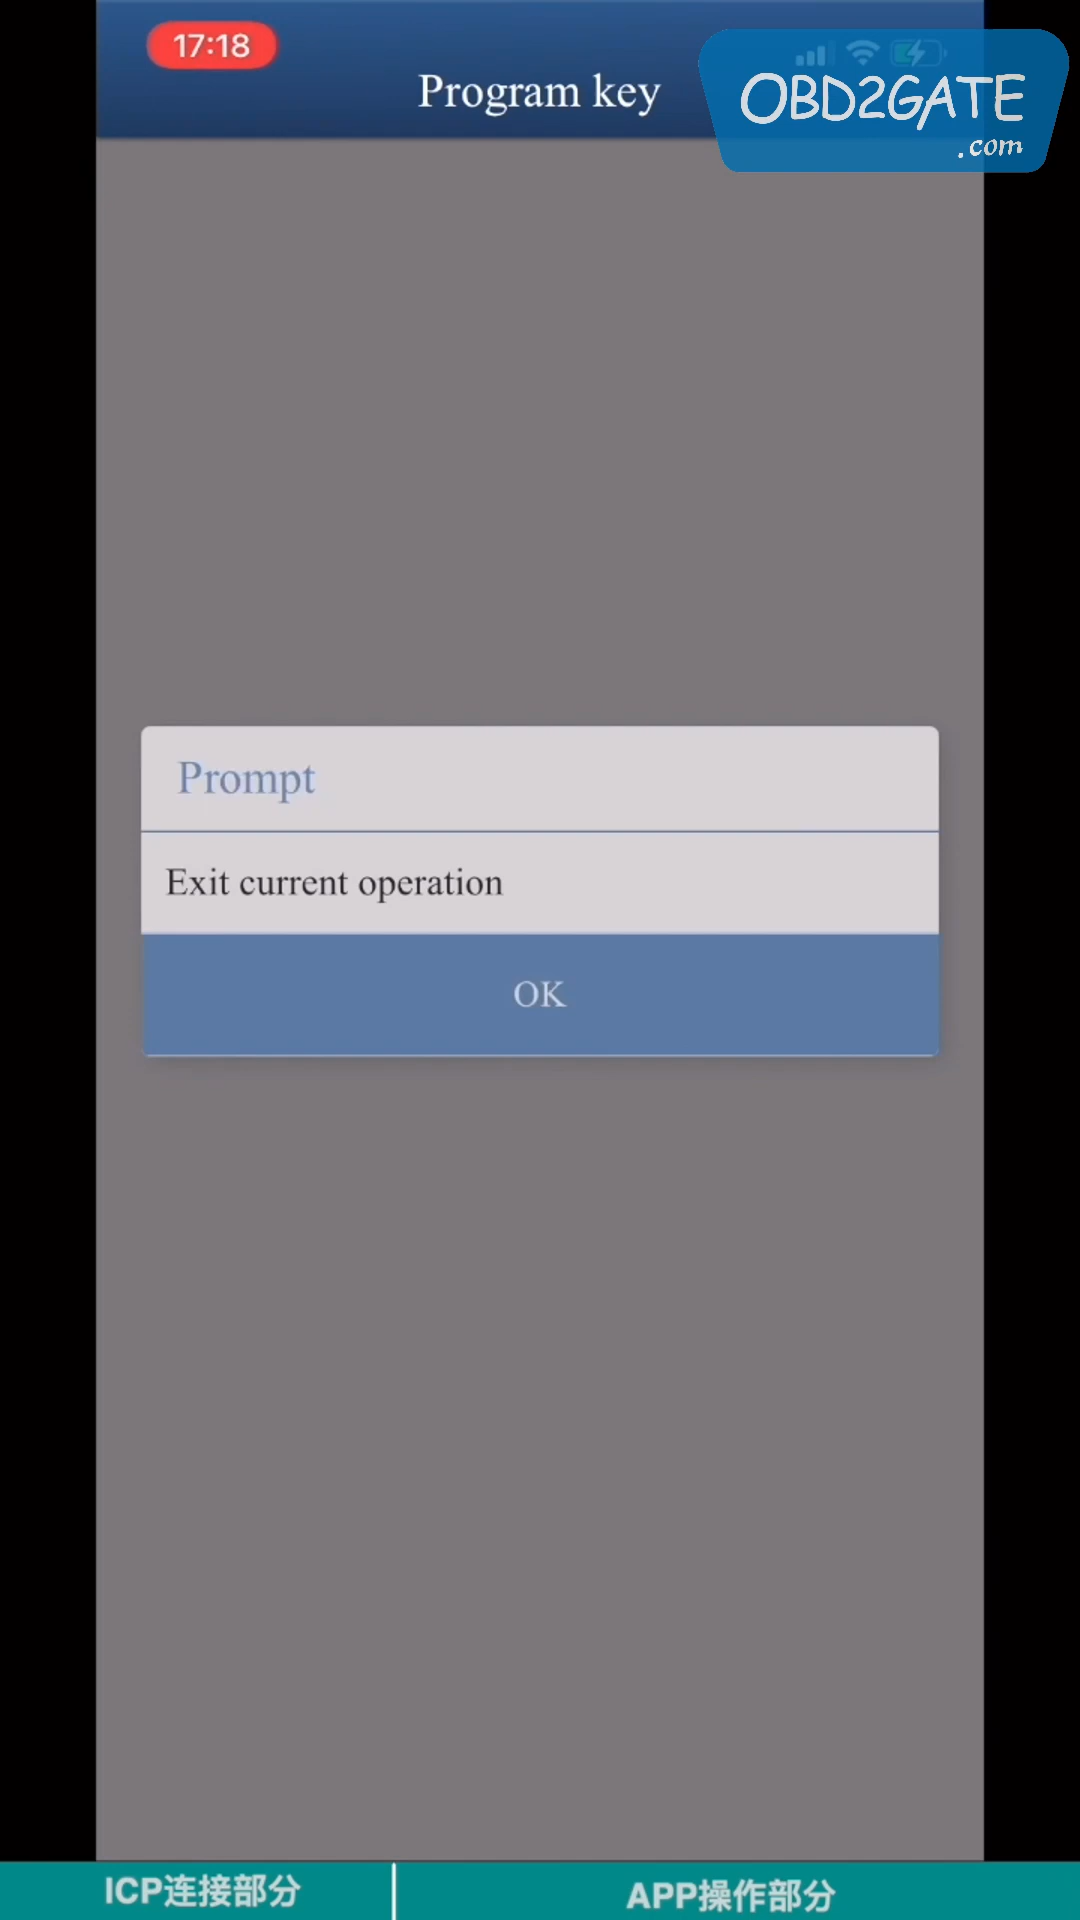 17:18
Program key
OBD2GATE
.com
Prompt
Exit current operation
OK
ICP连接部分
APP操作部分